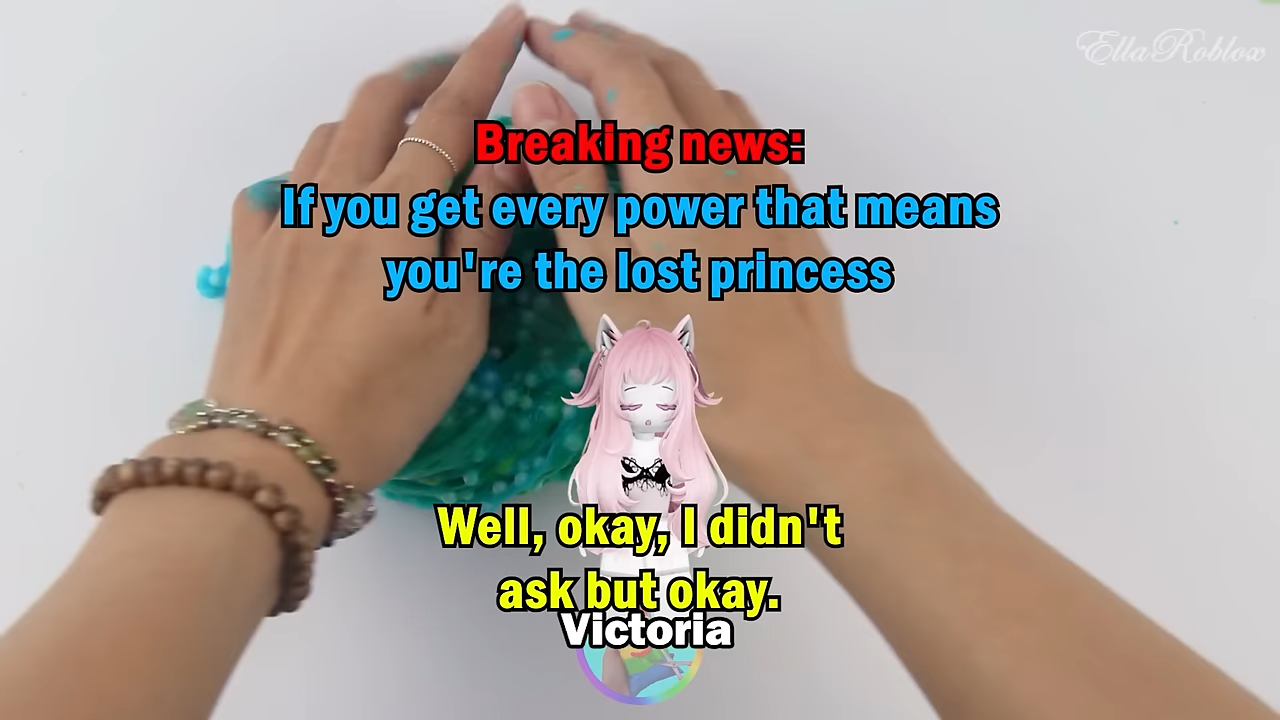 EllaRoblox
Breaking news:
If you get every power that means
you're the lost princess
Well, okay, I didn't
ask but okay.
Victoria